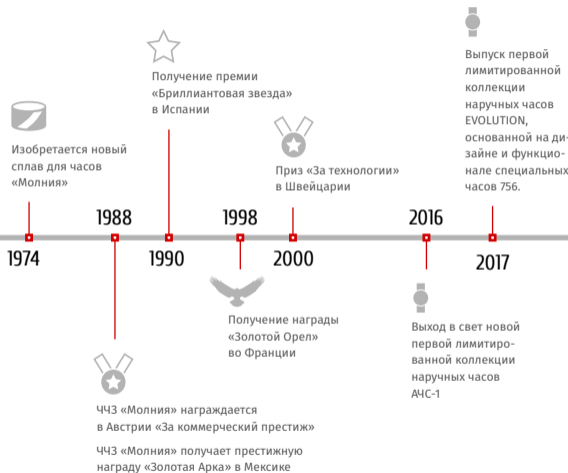 Выпуск первой
лимитированной
коллекции
наручных часов
EVOLUTION,
основанной на ди-
зайне и функцио-
нале специальных
часов 756.
Получение премии
«Бриллиантовая звезда»
в Испании
Изобретается новый
сплав для часов
«Молния»
Приз «За технологии»
в Швейцарии
1988
1998
2016
1974
1990
2000
2017
Получение награды
«Золотой Орел»
во Франции
Выход в свет новой
первой лимитиро-
ванной коллекции
наручных часов
АЧС-1
ЧЧЗ «Молния» награждается
в Австрии «За коммерческий престиж»
ЧЧЗ «Молния» получает престижную
награду «Золотая Арка» в Мексике